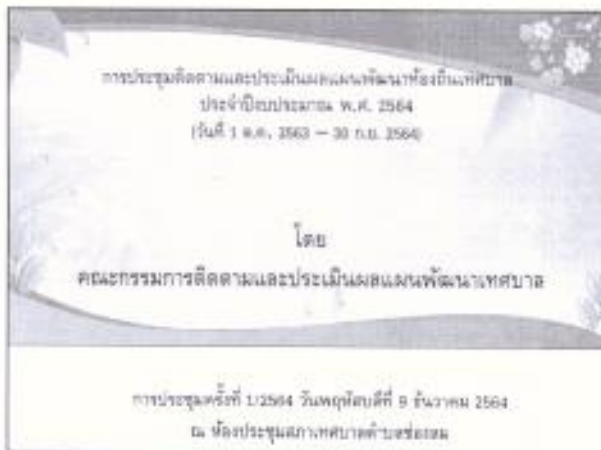 การประชุมติดตามและประเมินผลแผนพัฒนาท้องถิ่นเทศบาล
ประจำปีงบประมาณ พ.ศ. 2564
(วันที่ 1 ต.ค. 2563 – 30 ก.ย. 2564)
โดย
คณะกรรมการติดตามและประเมินผลแผนพัฒนาเทศบาล
การประชุมครั้งที่ 1/2564 วันพฤหัสบดีที่ 9 ธันวาคม 2564
ณ ห้องประชุมสภาเทศบาลตำบลช่องลม